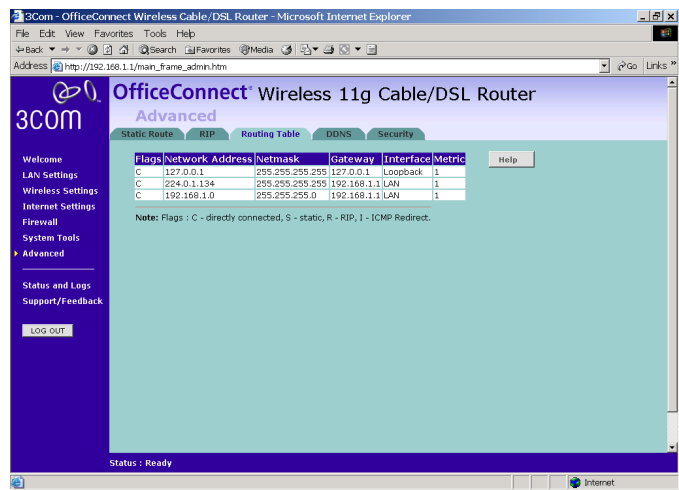 3Com - OfficeConnect Wireless Cable/DSL Router - Microsoft Internet Explorer
File Edit View Favorites Tools Help
Back Search Favorites Media
Address http://192.168.1.1/main_frame_admin.htm Go Links »
3COM
OfficeConnect® Wireless 11g Cable/DSL Router
Advanced
Static Route RIP Routing Table DDNS Security
Welcome
LAN Settings
Wireless Settings
Internet Settings
Firewall
System Tools
Advanced
Status and Logs
Support/Feedback
LOG OUT
Flags Network Address Netmask Gateway Interface Metric
C 127.0.0.1 255.255.255.255 127.0.0.1 Loopback 1
C 224.0.1.134 255.255.255.255 192.168.1.1 LAN 1
C 192.168.1.0 255.255.255.0 192.168.1.1 LAN 1
Help
Note: Flags : C - directly connected, S - static, R - RIP, I - ICMP Redirect.
Status : Ready
Internet